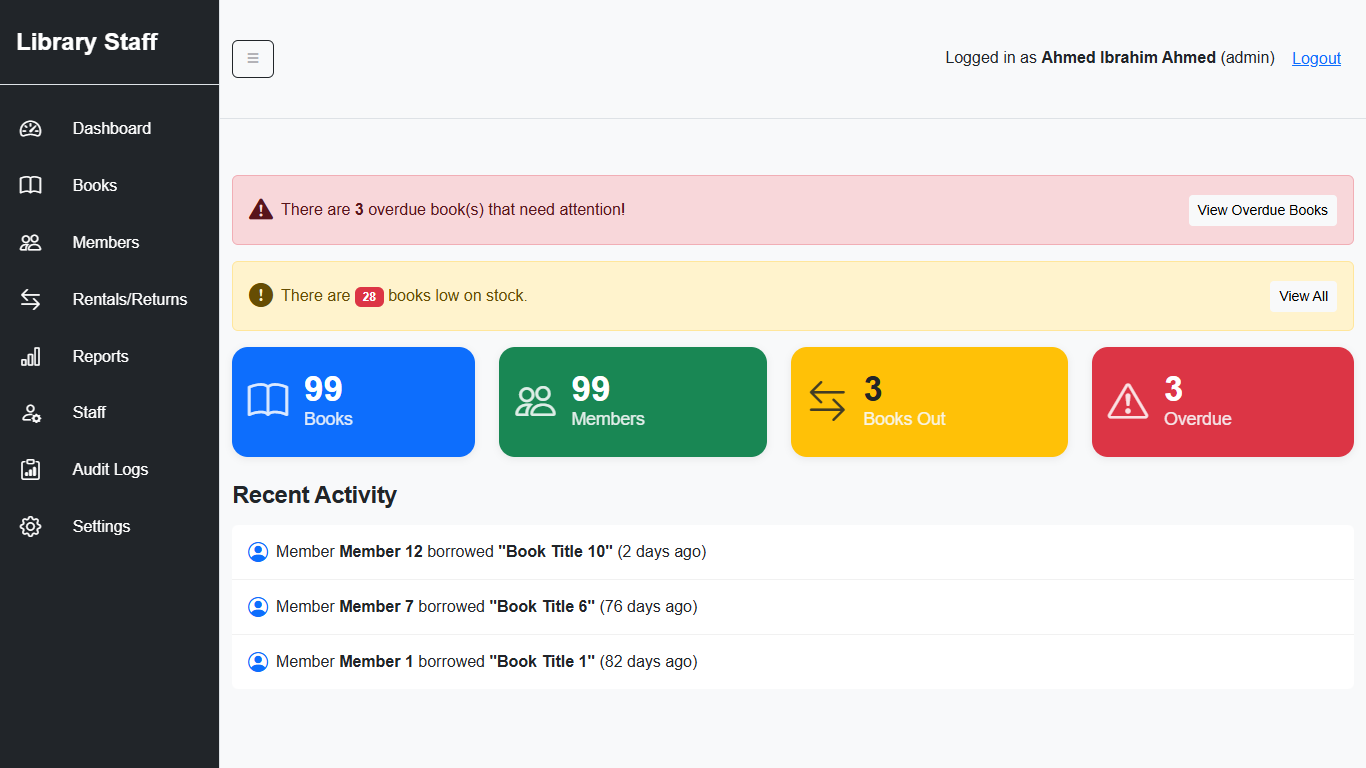 Library Staff
Logged in as Ahmed Ibrahim Ahmed (admin) Logout
Dashboard
Books
Members
Rentals/Returns
Reports
Staff
Audit Logs
Settings
There are 3 overdue book(s) that need attention!
View Overdue Books
There are 28 books low on stock.
View All
99
Books
99
Members
3
Books Out
3
Overdue
Recent Activity
Member Member 12 borrowed "Book Title 10" (2 days ago)
Member Member 7 borrowed "Book Title 6" (76 days ago)
Member Member 1 borrowed "Book Title 1" (82 days ago)